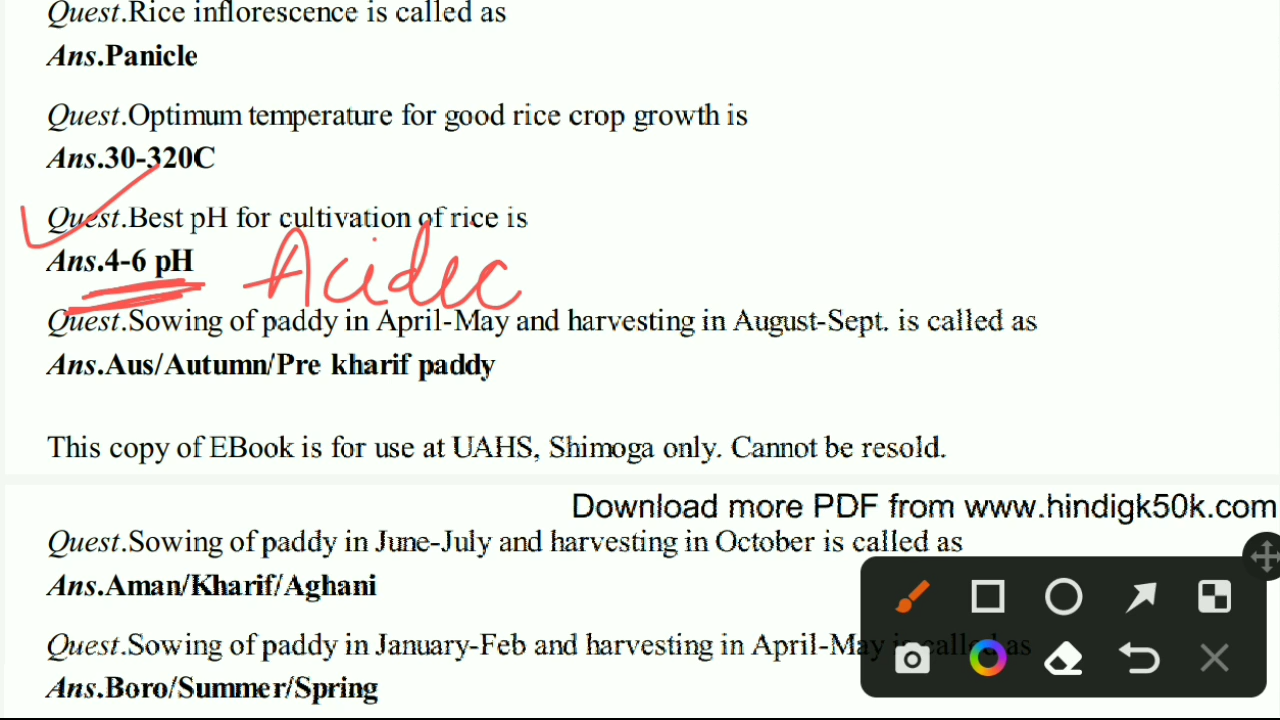 Quest.Rice inflorescence is called as
Ans.Panicle
Quest.Optimum temperature for good rice crop growth is
Ans.30-320C
Quest.Best pH for cultivation of rice is
Ans.4-6 pH Acidec
Quest.Sowing of paddy in April-May and harvesting in August-Sept. is called as
Ans.Aus/Autumn/Pre kharif paddy
This copy of EBook is for use at UAHS, Shimoga only. Cannot be resold.
Download more PDF from www.hindigk50k.com
Quest.Sowing of paddy in June-July and harvesting in October is called as
Ans.Aman/Kharif/Aghani
Quest.Sowing of paddy in January-Feb and harvesting in April-May is called as
Ans.Boro/Summer/Spring